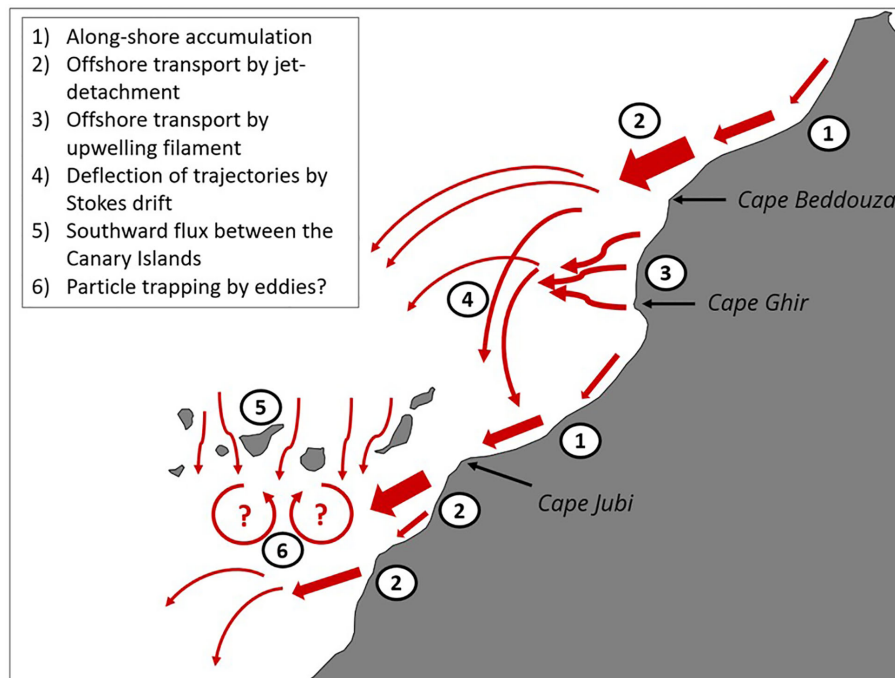 1) Along-shore accumulation
2) Offshore transport by jet-
detachment
3) Offshore transport by
upwelling filament
4) Deflection of trajectories by
Stokes drift
5) Southward flux between the
Canary Islands
6) Particle trapping by eddies?
2
1
Cape Beddouza
3
4
Cape Ghir
5
1
Cape Jubi
2
? ?
6
2